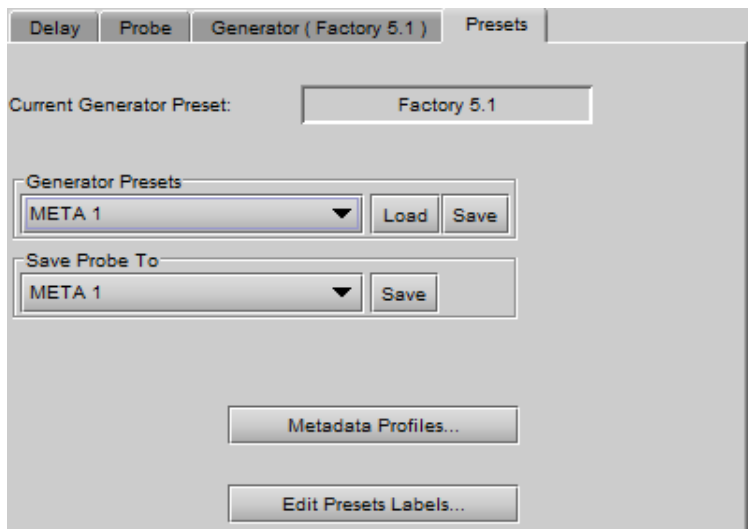 Delay Probe Generator ( Factory 5.1 ) Presets
Current Generator Preset: Factory 5.1
Generator Presets
META 1 Load Save
Save Probe To
META 1 Save
Metadata Profiles...
Edit Presets Labels...